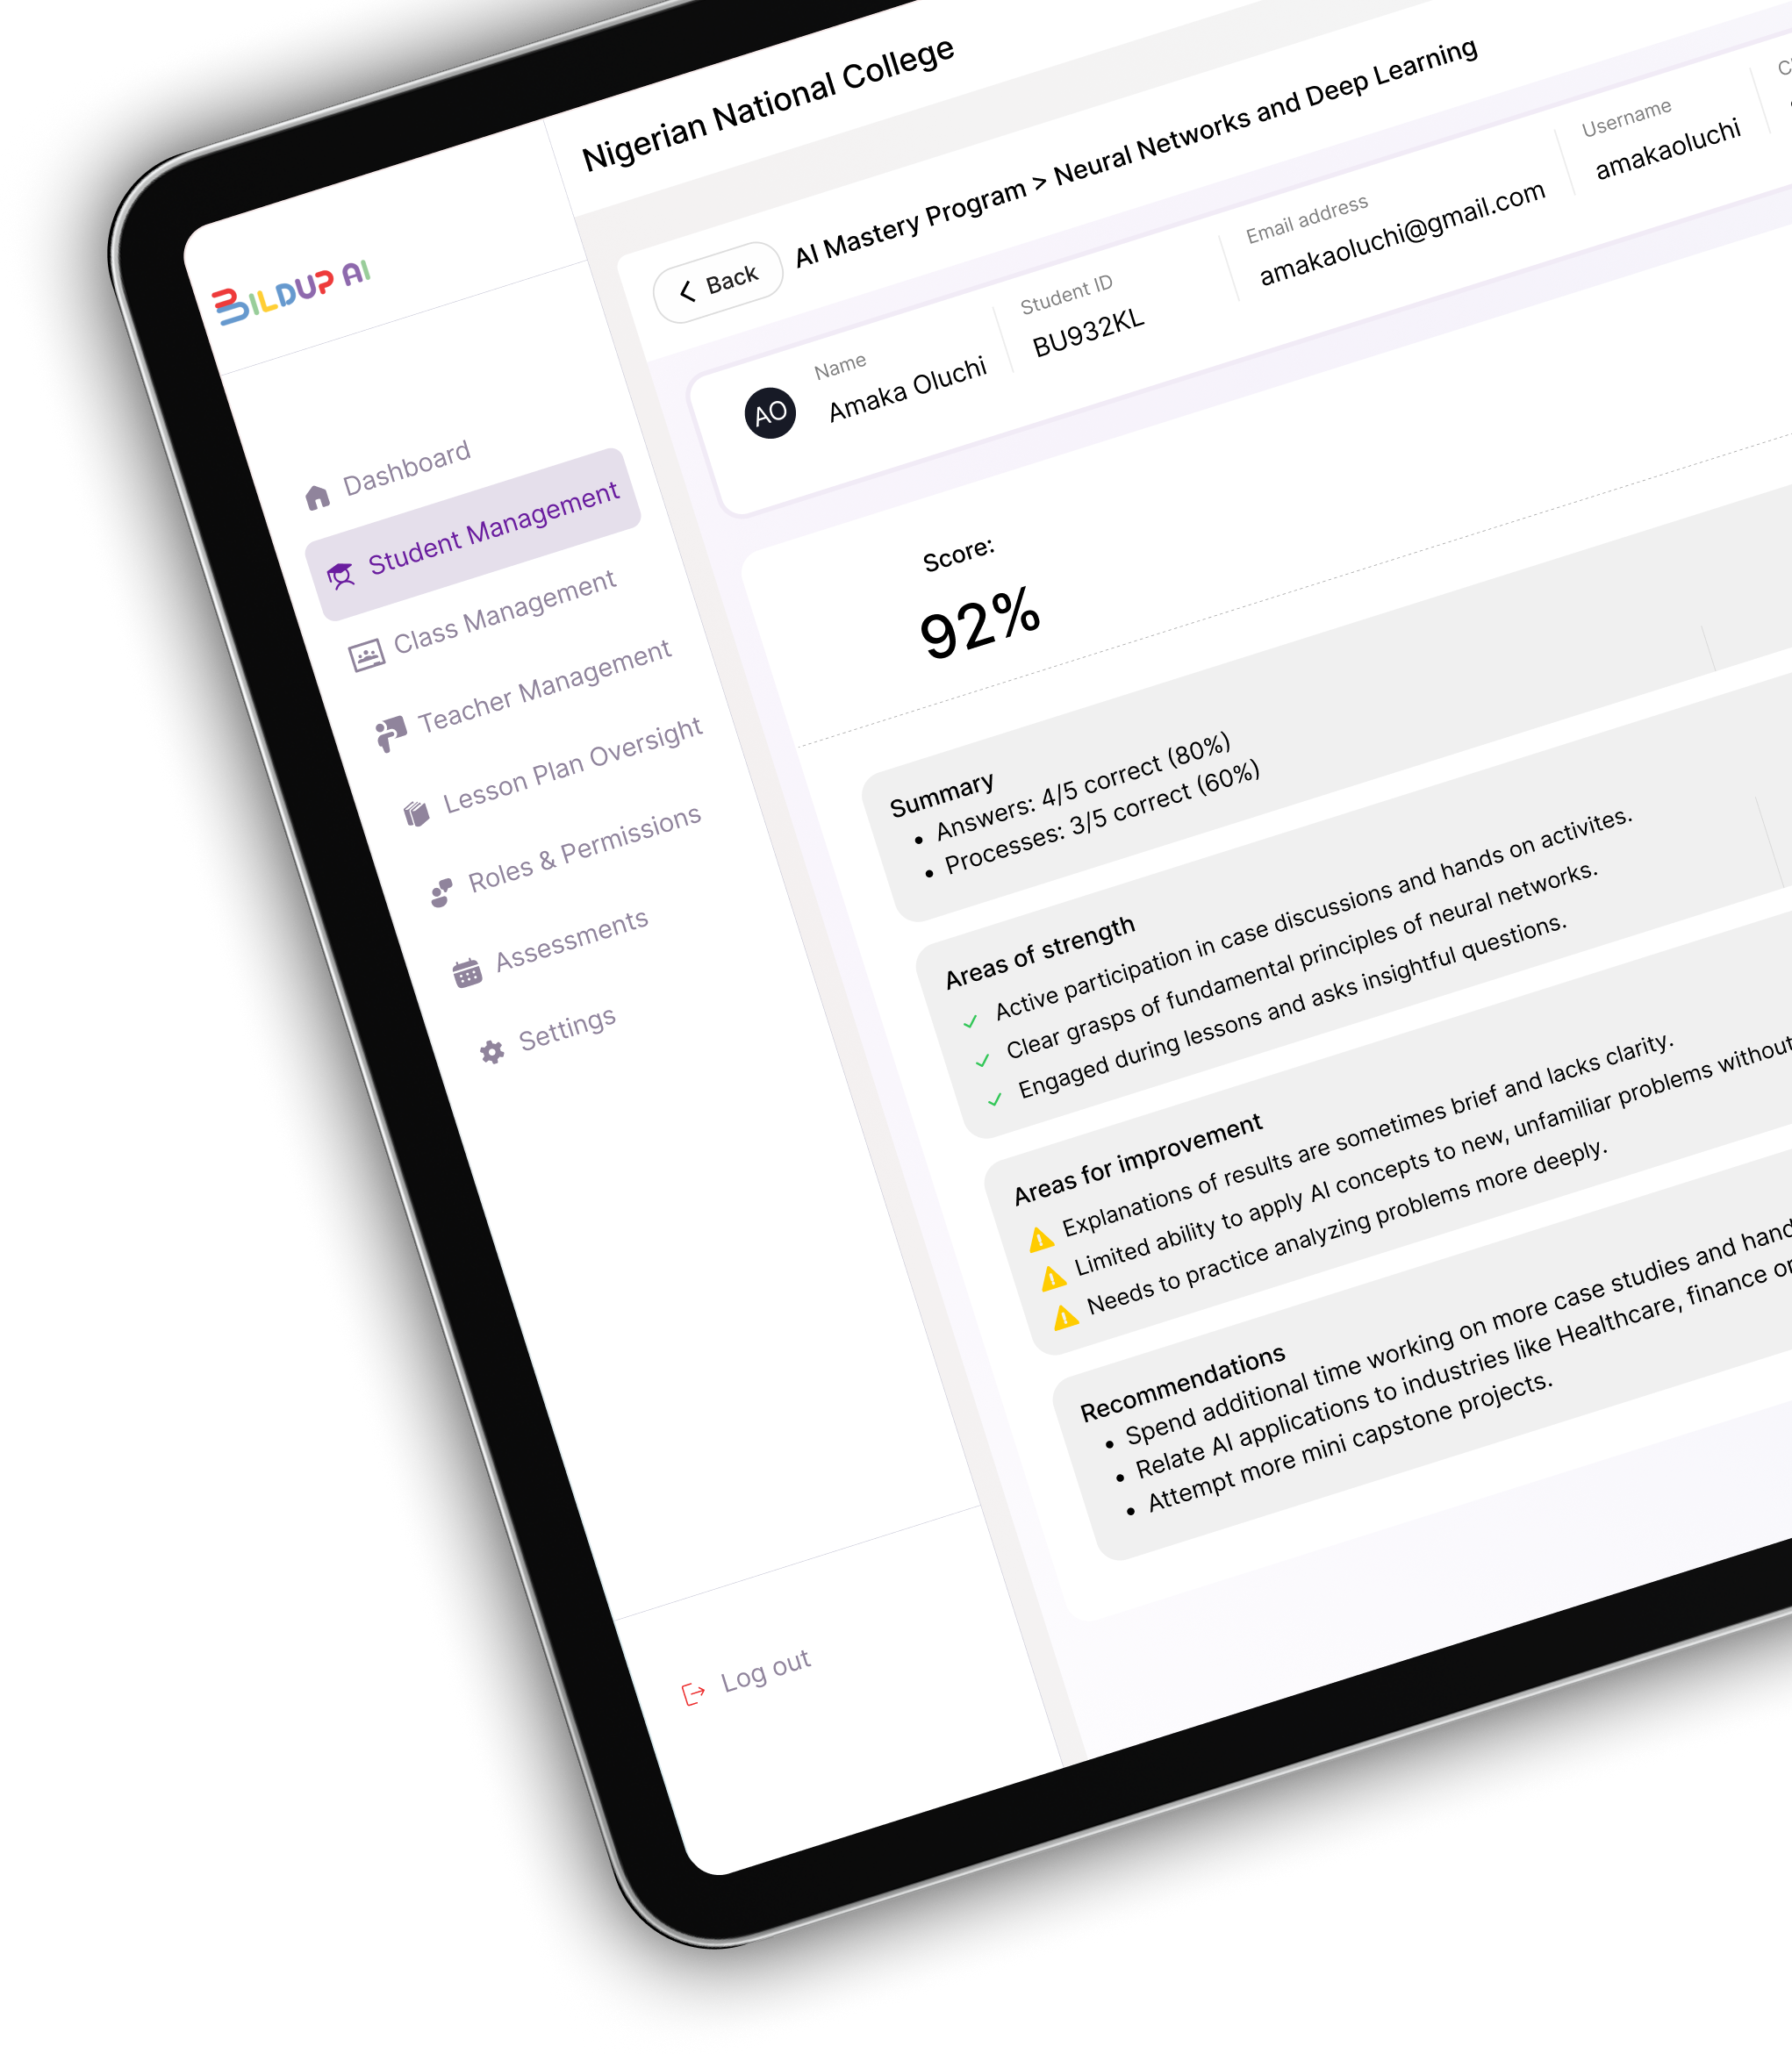 Nigerian National College
BILDUP AI
Back
AI Mastery Program > Neural Networks and Deep Learning
Name
Amaka Oluchi
Student ID
BU932KL
Email address
amakaoluchi@gmail.com
Username
amakaoluchi
Dashboard
Student Management
Class Management
Teacher Management
Lesson Plan Oversight
Roles & Permissions
Assessments
Settings
Log out
AO
Score:
92%
Summary
• Answers: 4/5 correct (80%)
• Processes: 3/5 correct (60%)
Areas of strength
Active participation in case discussions and hands on activites.
Clear grasps of fundamental principles of neural networks.
Engaged during lessons and asks insightful questions.
Areas for improvement
Explanations of results are sometimes brief and lacks clarity.
Limited ability to apply AI concepts to new, unfamiliar problems without
Needs to practice analyzing problems more deeply.
Recommendations
• Spend additional time working on more case studies and hand
• Relate AI applications to industries like Healthcare, finance or
• Attempt more mini capstone projects.